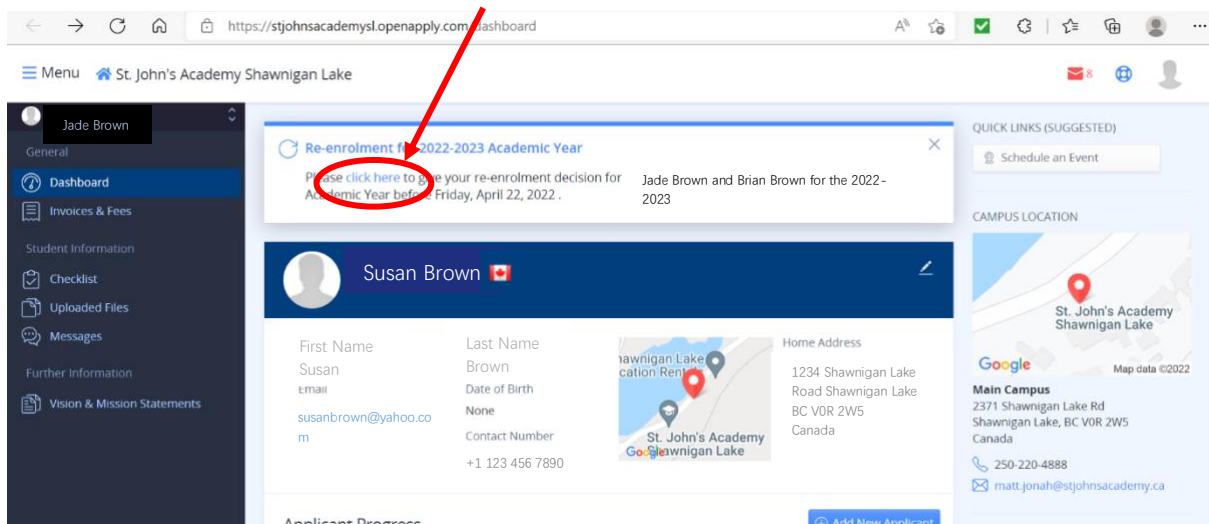 https://stjohnsacademysl.openapply.com/dashboard
Menu St. John's Academy Shawnigan Lake
8
Jade Brown
General
Dashboard
Invoices & Fees
Student Information
Checklist
Uploaded Files
Messages
Further Information
Vision & Mission Statements
Re-enrolment for 2022-2023 Academic Year
Please click here to give your re-enrolment decision for
Academic Year before Friday, April 22, 2022 .
Jade Brown and Brian Brown for the 2022-
2023
Susan Brown
First Name
Susan
Email
susanbrown@yahoo.co
m
Last Name
Brown
Date of Birth
None
Contact Number
+1 123 456 7890
St. John's Academy
Shawnigan Lake
Google
Home Address
1234 Shawnigan Lake
Road Shawnigan Lake
BC V0R 2W5
Canada
Applicant Progress
Add New Applicant
QUICK LINKS (SUGGESTED)
Schedule an Event
CAMPUS LOCATION
St. John's Academy
Shawnigan Lake
Google
Map data ©2022
Main Campus
2371 Shawnigan Lake Rd
Shawnigan Lake, BC V0R 2W5
Canada
250-220-4888
matt.jonah@stjohnsacademy.ca